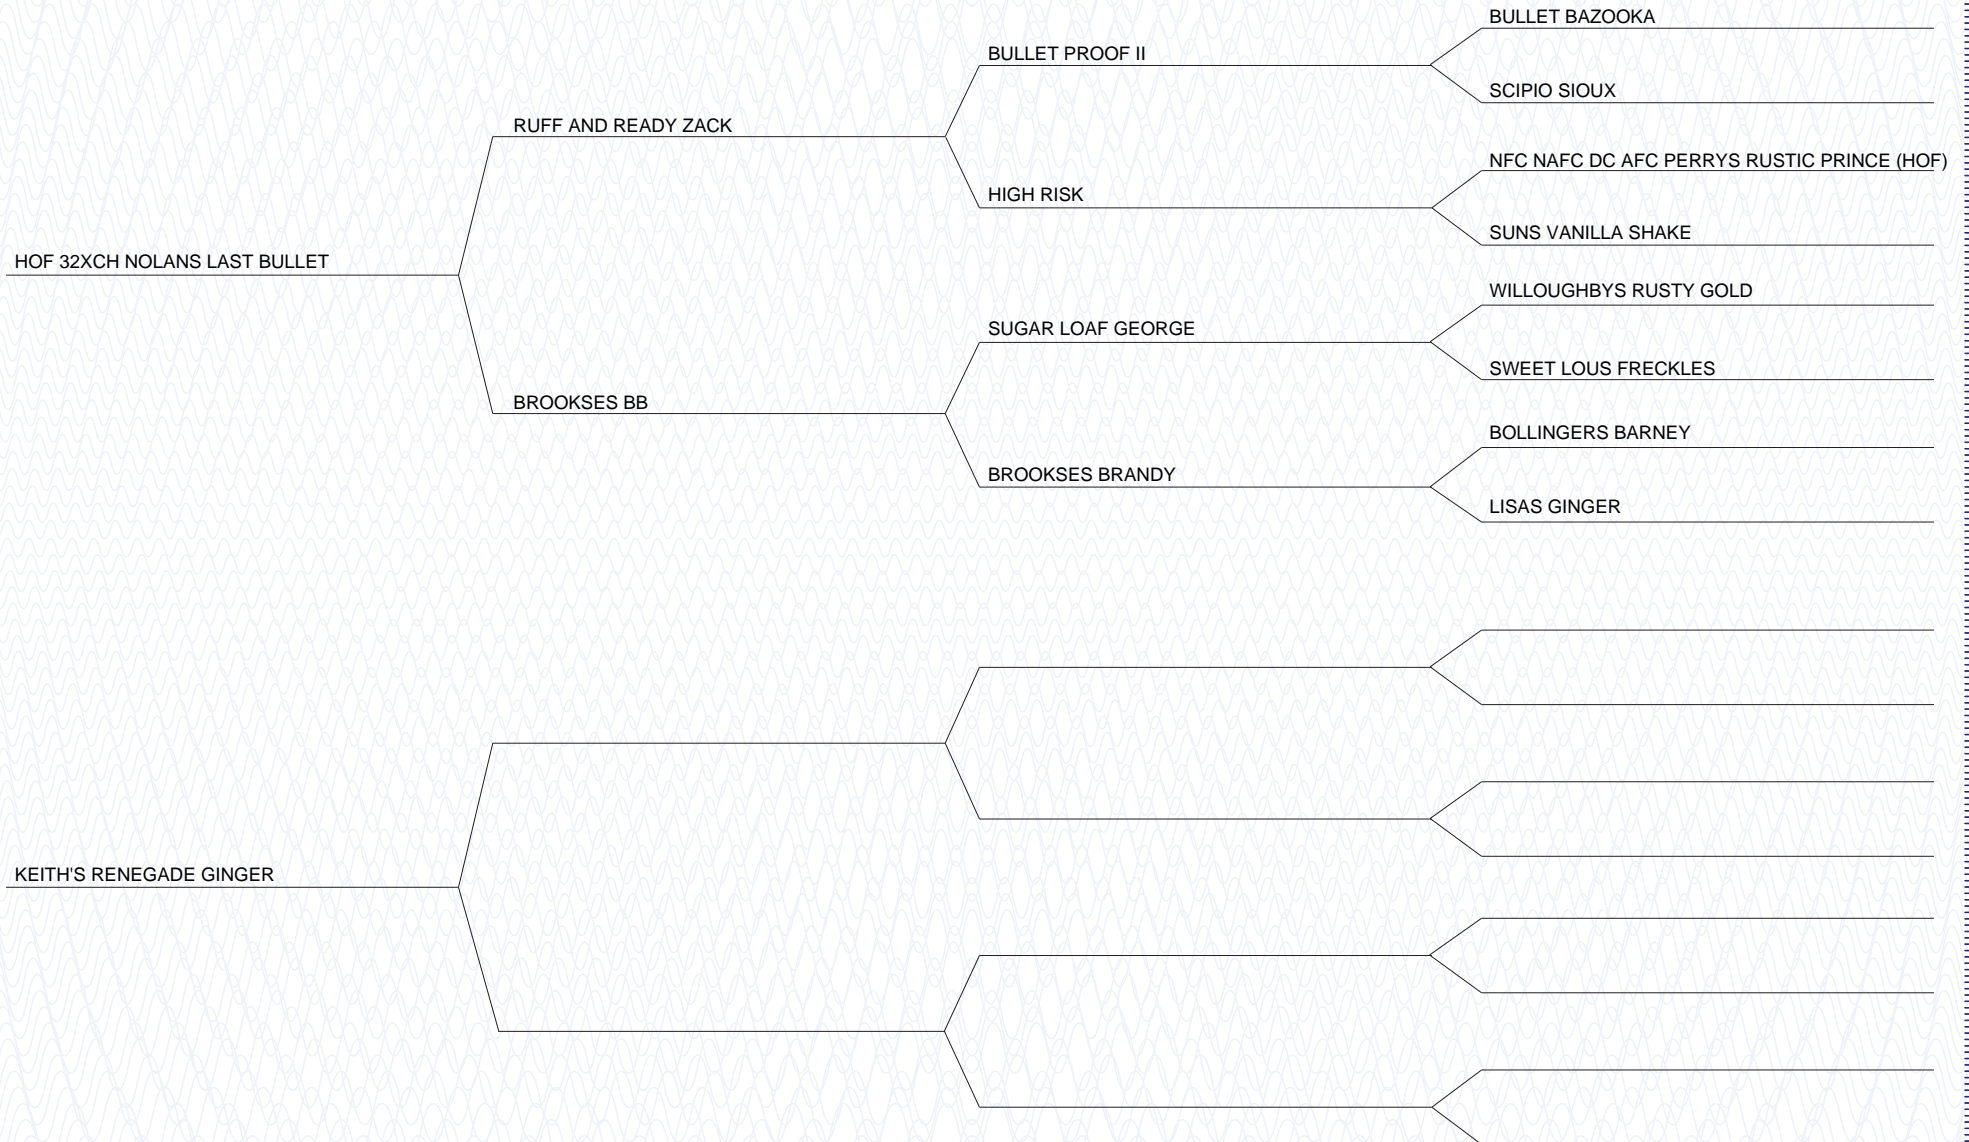 BULLET BAZOOKA
BULLET PROOF II
SCIPIO SIOUX
RUFF AND READY ZACK
NFC NAFC DC AFC PERRYS RUSTIC PRINCE (HOF)
HIGH RISK
SUNS VANILLA SHAKE
HOF 32XCH NOLANS LAST BULLET
WILLOUGHBYS RUSTY GOLD
SUGAR LOAF GEORGE
SWEET LOUS FRECKLES
BROOKSES BB
BOLLINGERS BARNEY
BROOKSES BRANDY
LISAS GINGER
KEITH'S RENEGADE GINGER